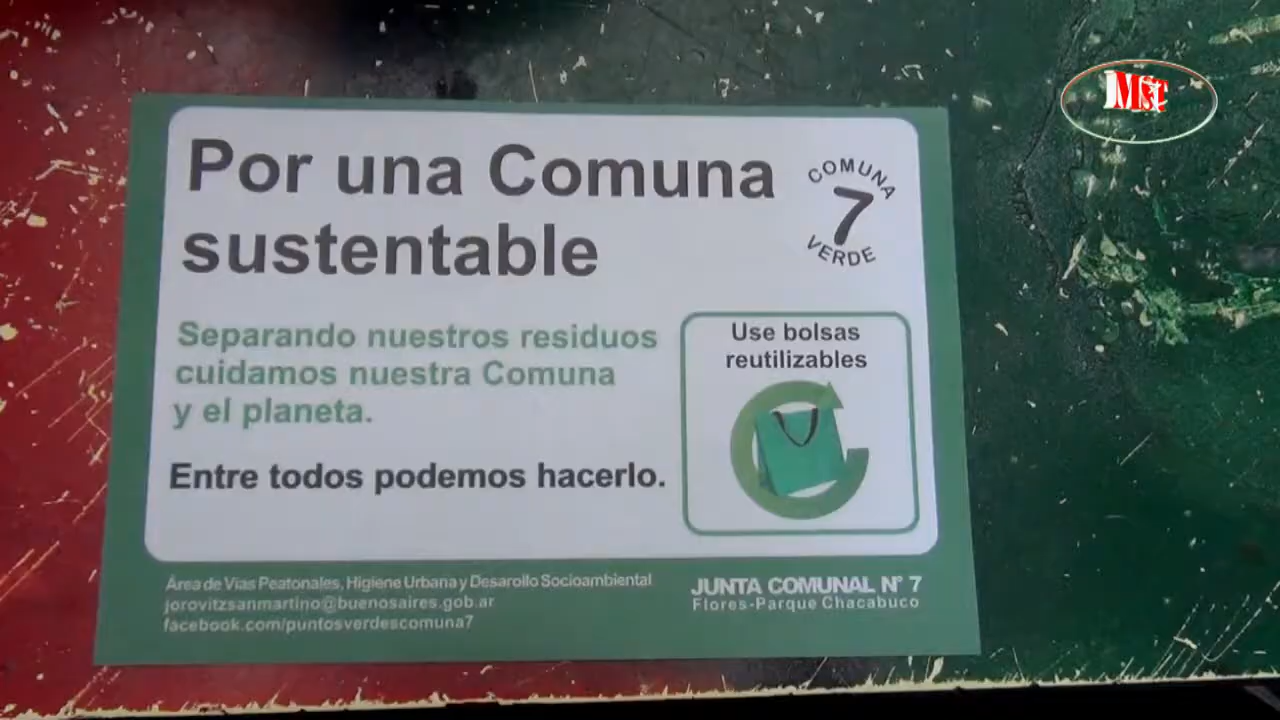 Por una Comuna
sustentable
COMUNA
7
VERDE
Separando nuestros residuos
cuidamos nuestra Comuna
y el planeta.
Entre todos podemos hacerlo.
Use bolsas
reutilizables
Área de Vías Peatonales, Higiene Urbana y Desarollo Socioambiental
jorovitzsanmartino@buenosaires.gob.ar
facebook.com/puntosverdescomuna7
JUNTA COMUNAL N° 7
Flores-Parque Chacabuco